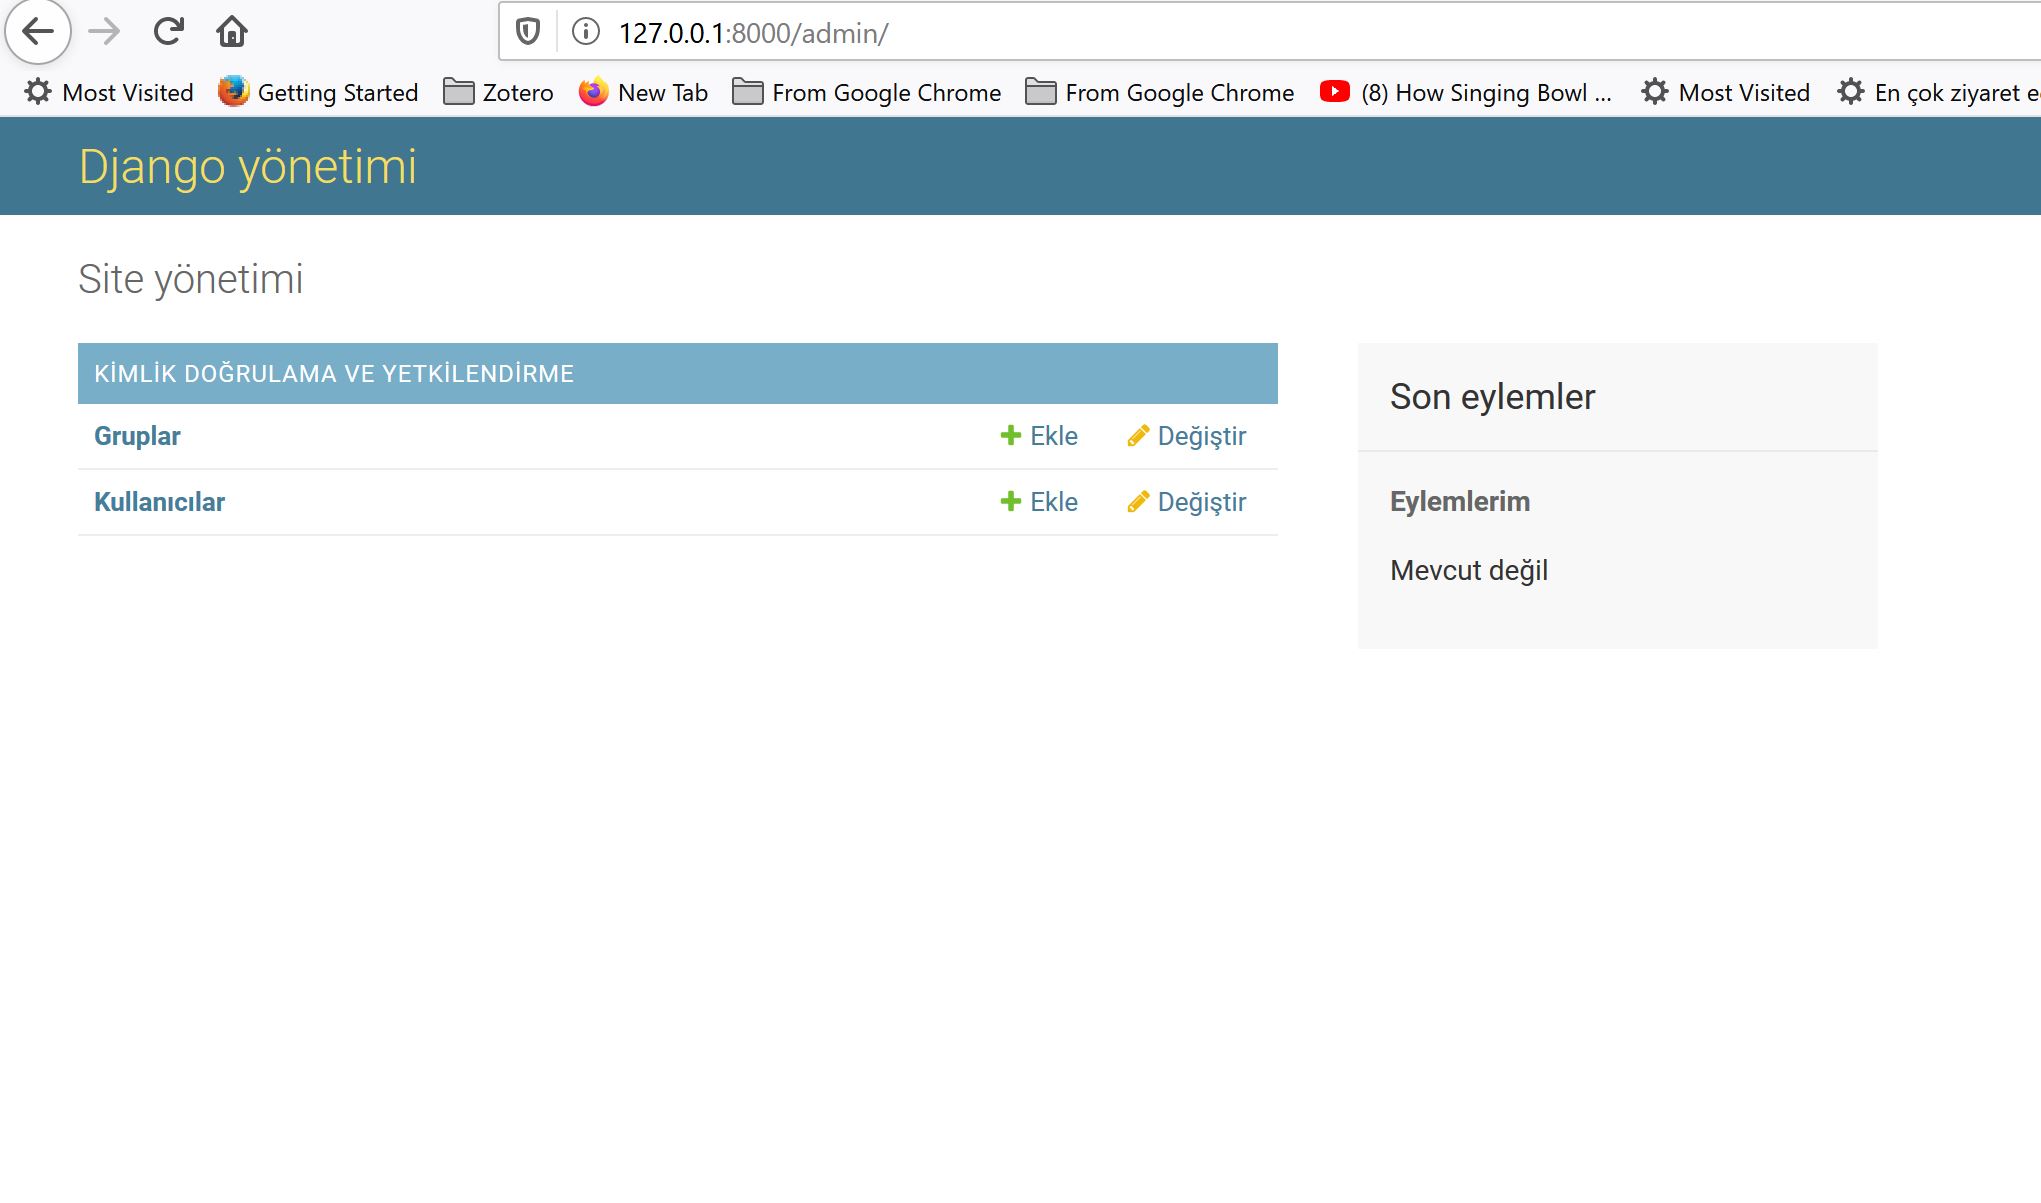 127.0.0.1:8000/admin/
Most Visited Getting Started Zotero New Tab From Google Chrome From Google Chrome (8) How Singing Bowl ... Most Visited En çok ziyaret e
Django yönetimi
Site yönetimi
KİMLİK DOĞRULAMA VE YETKİLENDİRME
Gruplar Ekle Değiştir
Kullanıcılar Ekle Değiştir
Son eylemler
Eylemlerim
Mevcut değil